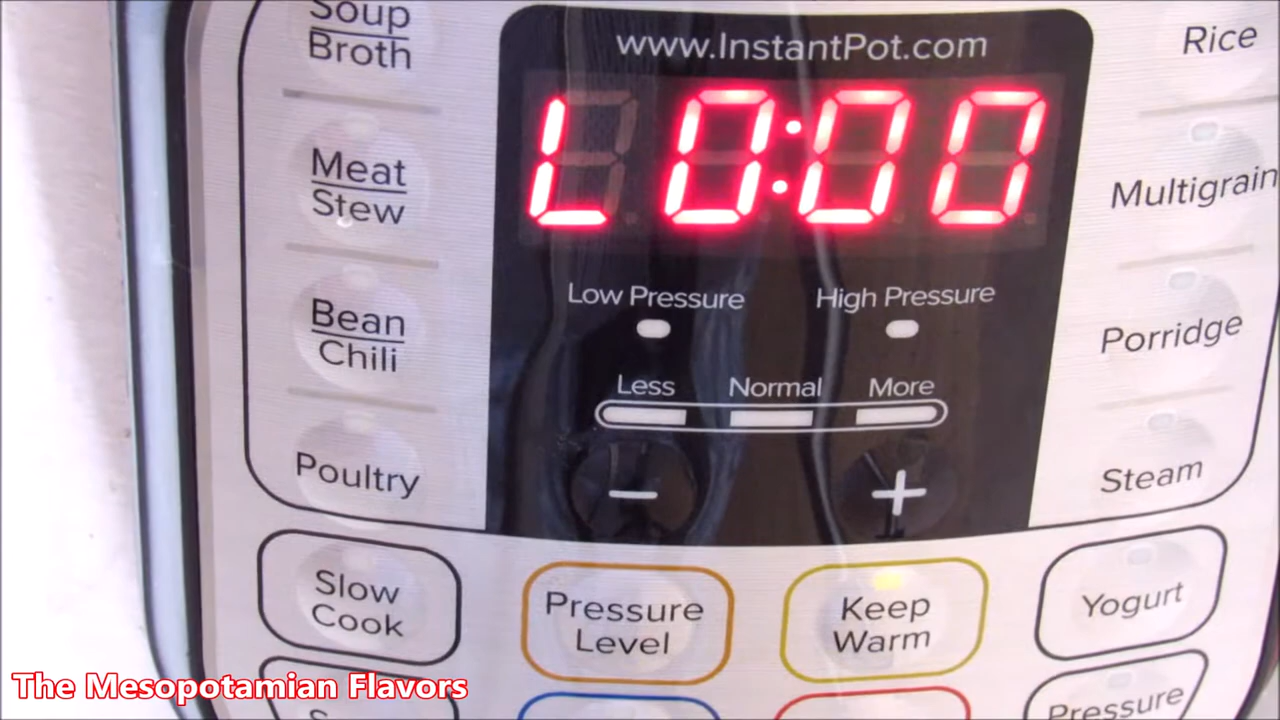 Soup
Broth
www.InstantPot.com
Rice
L0:00
Meat
Stew
Multigrain
Low Pressure
High Pressure
Bean
Chili
Porridge
Less
Normal
More
Poultry
−
+
Steam
Slow
Cook
Pressure
Level
Keep
Warm
Yogurt
The Mesopotamian Flavors
Pressure